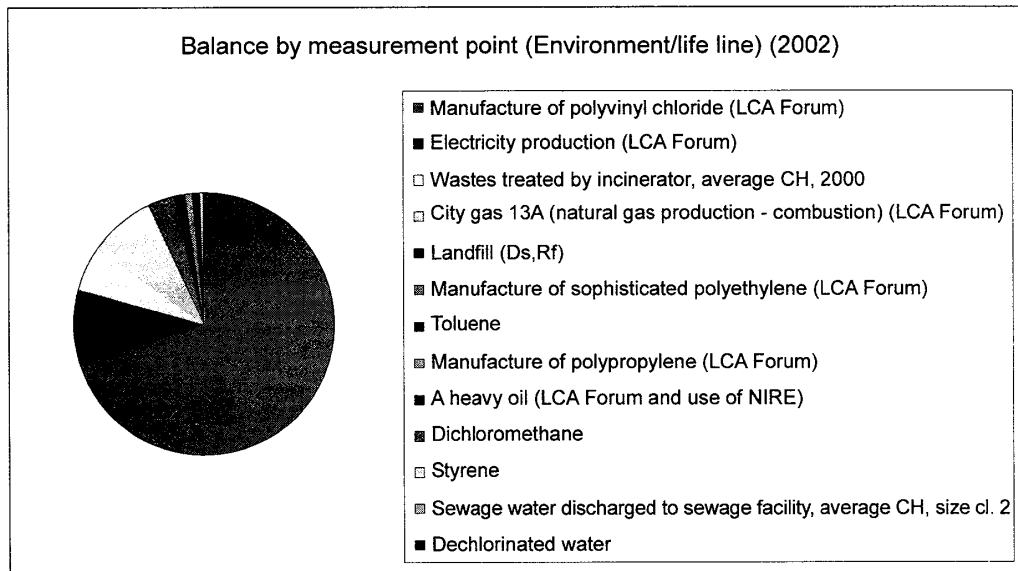 Balance by measurement point (Environment/life line) (2002)
Manufacture of polyvinyl chloride (LCA Forum)
Electricity production (LCA Forum)
Wastes treated by incinerator, average CH, 2000
City gas 13A (natural gas production - combustion) (LCA Forum)
Landfill (Ds,Rf)
Manufacture of sophisticated polyethylene (LCA Forum)
Toluene
Manufacture of polypropylene (LCA Forum)
A heavy oil (LCA Forum and use of NIRE)
Dichloromethane
Styrene
Sewage water discharged to sewage facility, average CH, size cl. 2
Dechlorinated water